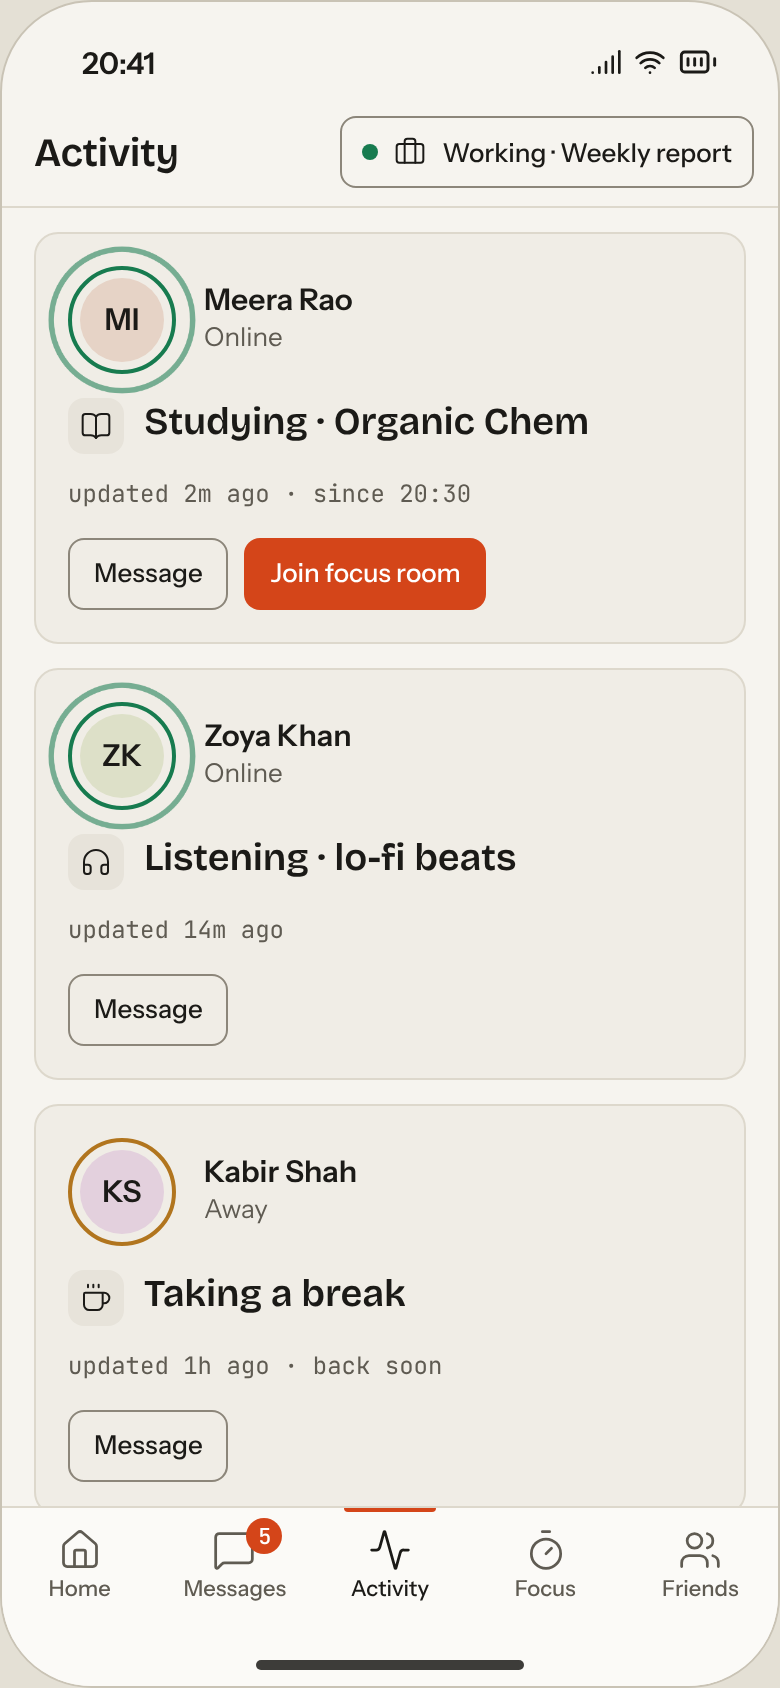 20:41
Activity
Working · Weekly report
MI
Meera Rao
Online
Studying · Organic Chem
updated 2m ago · since 20:30
Message
Join focus room
ZK
Zoya Khan
Online
Listening · lo-fi beats
updated 14m ago
Message
KS
Kabir Shah
Away
Taking a break
updated 1h ago · back soon
Message
5
Home
Messages
Activity
Focus
Friends